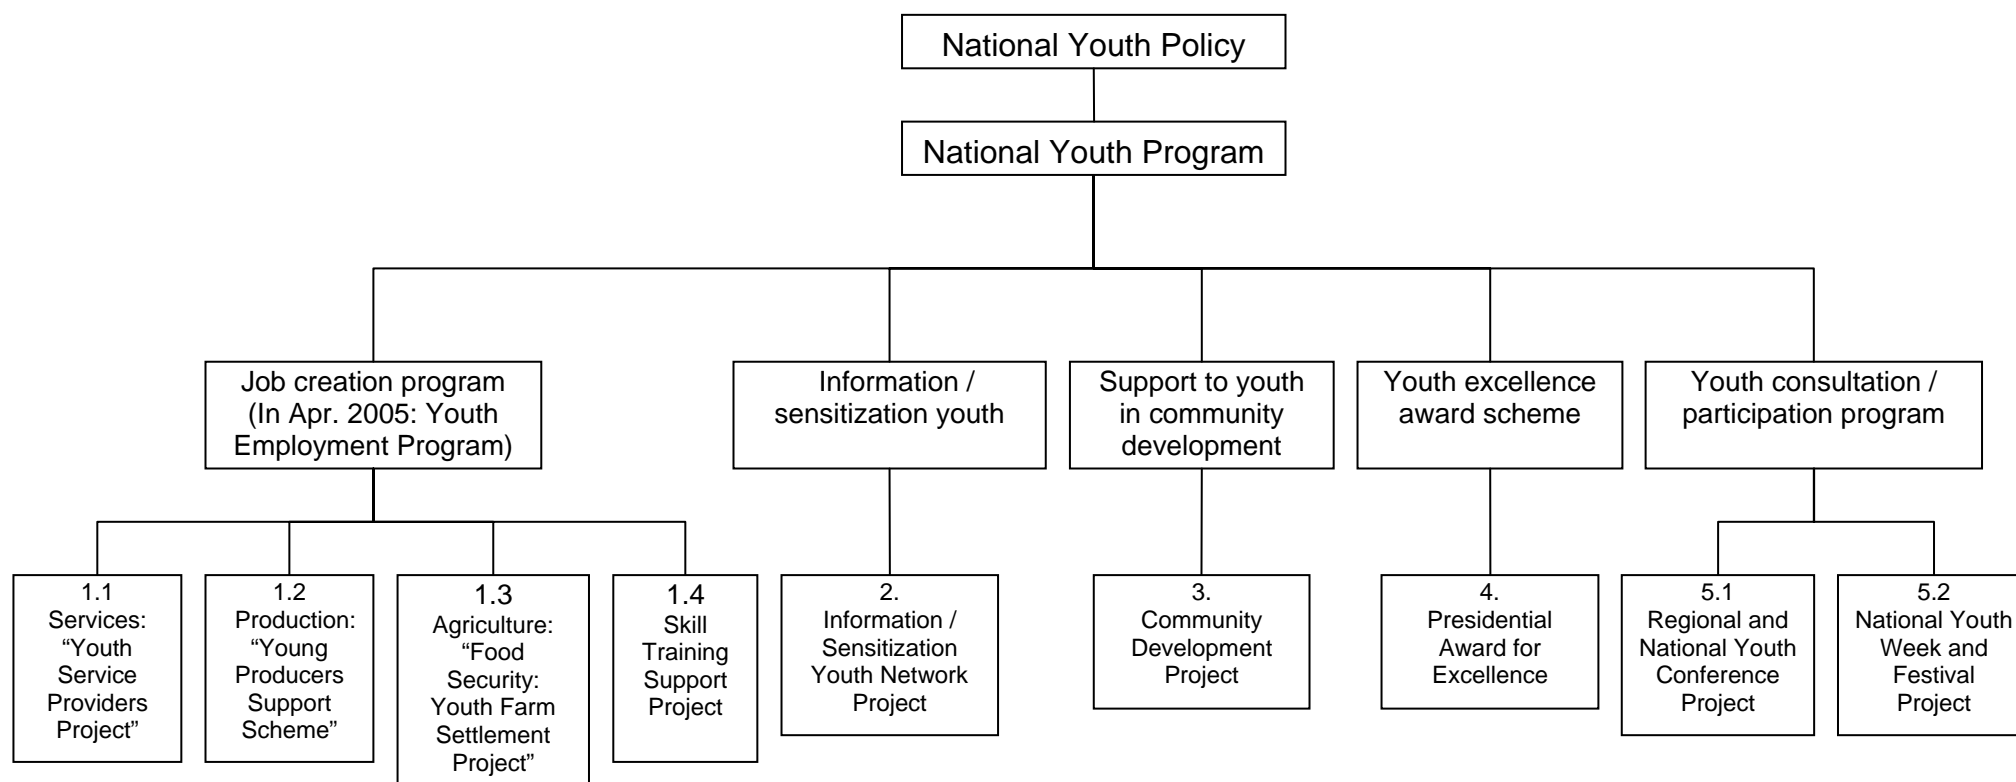 National Youth Policy
National Youth Program
Job creation program
(In Apr. 2005: Youth
Employment Program)
Information /
sensitization youth
Support to youth
in community
development
Youth excellence
award scheme
Youth consultation /
participation program
1.1
Services:
“Youth
Service
Providers
Project”
1.2
Production:
“Young
Producers
Support
Scheme”
1.3
Agriculture:
“Food
Security:
Youth Farm
Settlement
Project”
1.4
Skill
Training
Support
Project
2.
Information /
Sensitization
Youth Network
Project
3.
Community
Development
Project
4.
Presidential
Award for
Excellence
5.1
Regional and
National Youth
Conference
Project
5.2
National Youth
Week and
Festival
Project